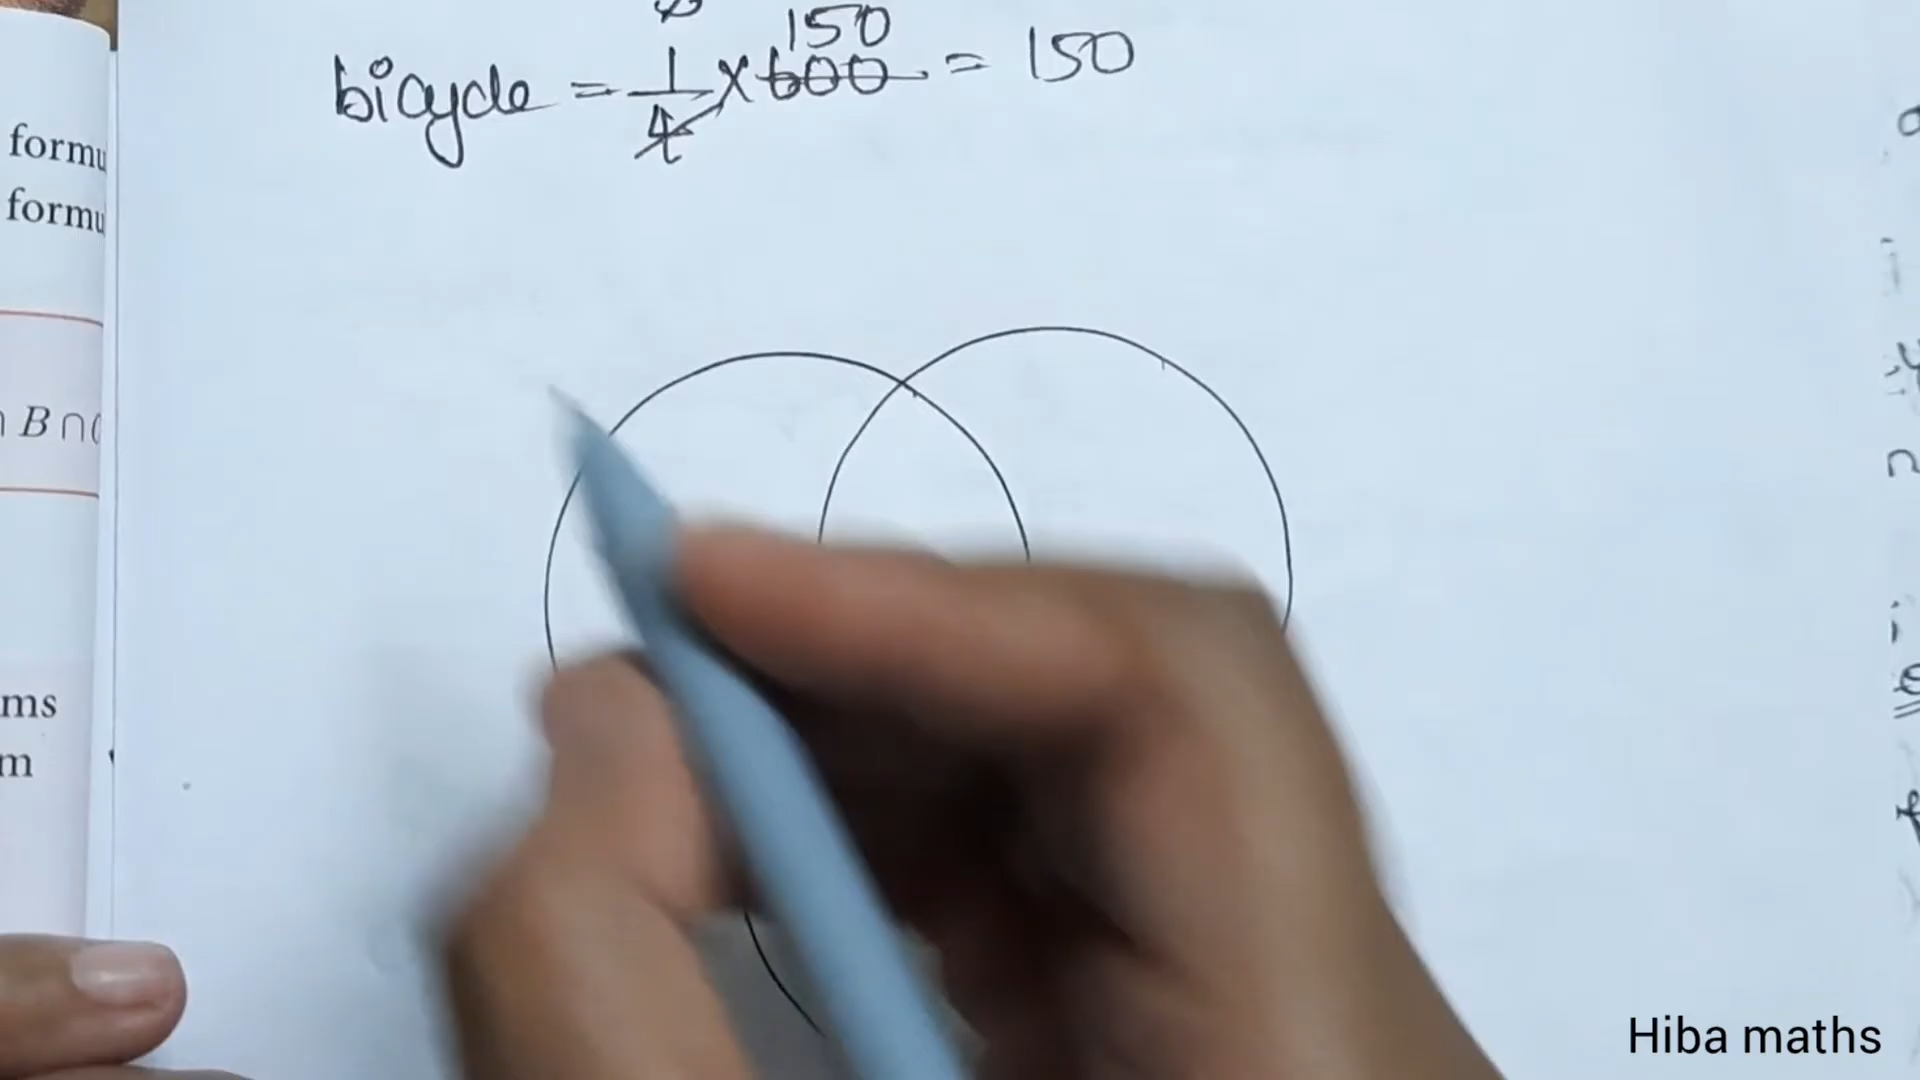 150
bicycle = 1/4 × 600 = 150
formu
formu
B ∩
ms
m
Hiba maths